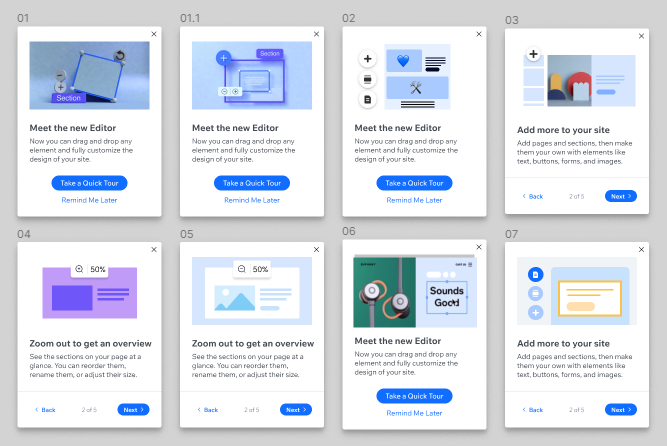 01
Section
Meet the new Editor
Now you can drag and drop any
element and fully customize the
design of your site.
Take a Quick Tour
Remind Me Later
01.1
Section
Meet the new Editor
Now you can drag and drop any
element and fully customize the
design of your site.
Take a Quick Tour
Remind Me Later
02
Meet the new Editor
Now you can drag and drop any
element and fully customize the
design of your site.
Take a Quick Tour
Remind Me Later
03
Add more to your site
Add pages and sections, then make
them your own with elements like
text, buttons, forms, and images.
Back 2 of 5 Next
04
50%
Zoom out to get an overview
See the sections on your page at a
glance. You can reorder them,
rename them, or adjust their size.
Back 2 of 5 Next
05
50%
Zoom out to get an overview
See the sections on your page at a
glance. You can reorder them,
rename them, or adjust their size.
Back 2 of 5 Next
06
Sounds
Good
Meet the new Editor
Now you can drag and drop any
element and fully customize the
design of your site.
Take a Quick Tour
Remind Me Later
07
Add more to your site
Add pages and sections, then make
them your own with elements like
text, buttons, forms, and images.
Back 2 of 5 Next